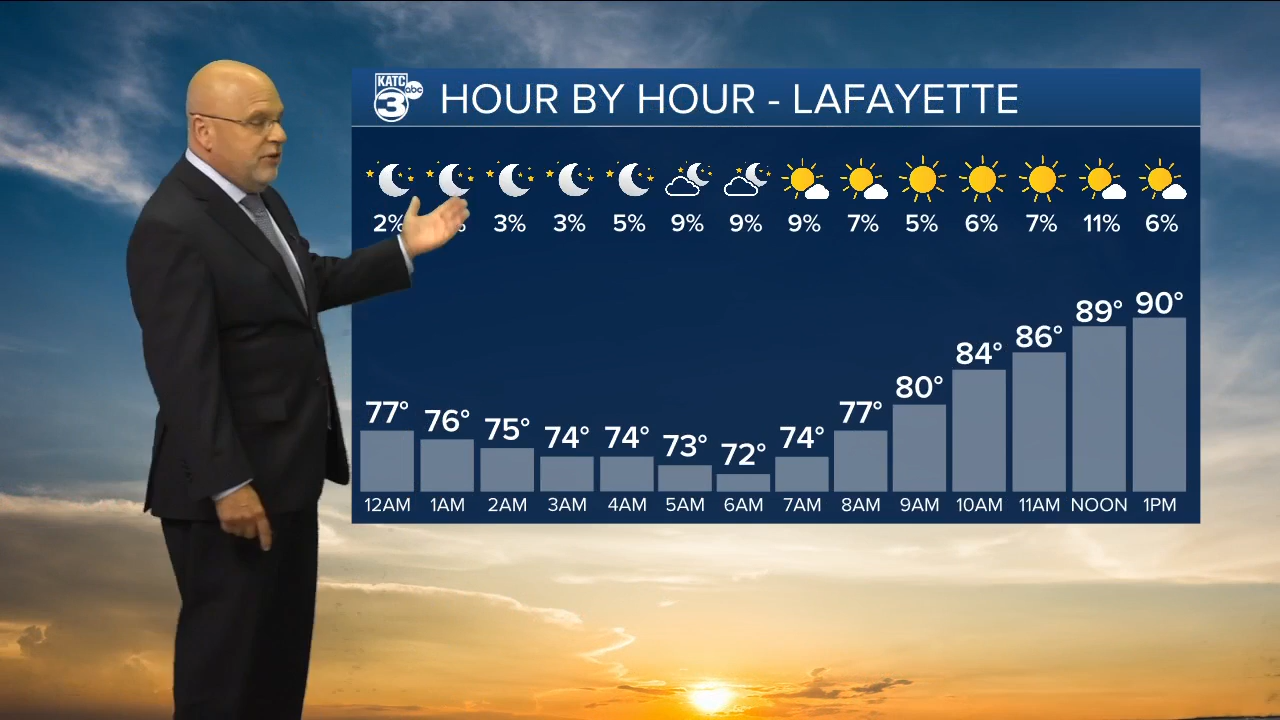 KATC
abc
3
HOUR BY HOUR - LAFAYETTE
2% 3% 3% 5% 9% 9% 9% 7% 5% 6% 7% 11% 6%
77° 76° 75° 74° 74° 73° 72° 74° 77° 80° 84° 86° 89° 90°
12AM 1AM 2AM 3AM 4AM 5AM 6AM 7AM 8AM 9AM 10AM 11AM NOON 1PM